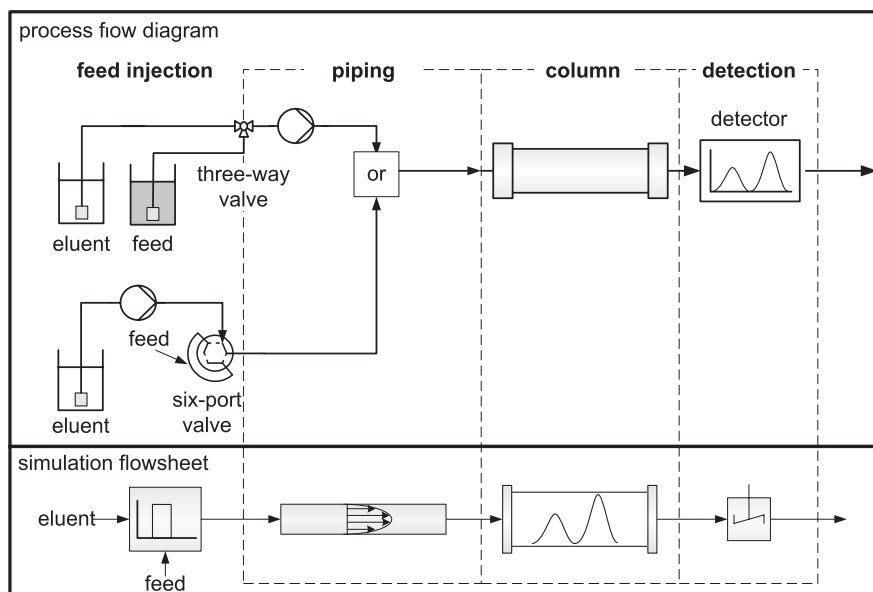 process flow diagram
feed injection
piping
column
detection
detector
three-way
valve
or
eluent
feed
feed
six-port
valve
eluent
simulation flowsheet
eluent
feed